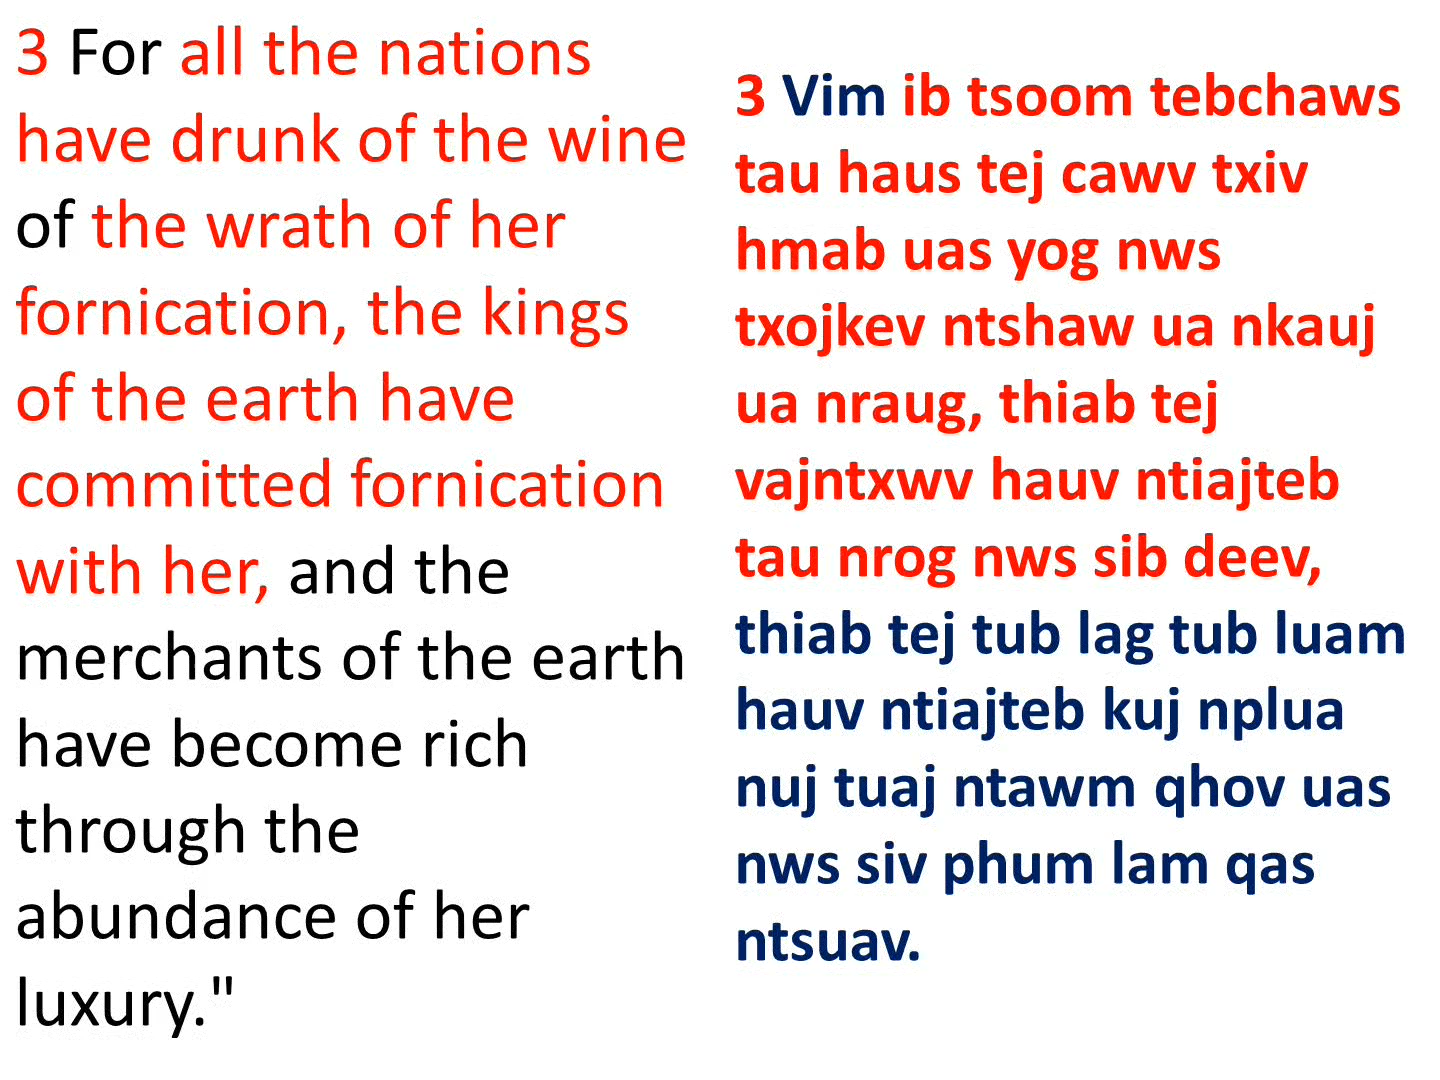 3 For all the nations
have drunk of the wine
of the wrath of her
fornication, the kings
of the earth have
committed fornication
with her, and the
merchants of the earth
have become rich
through the
abundance of her
luxury."
3 Vim ib tsoom tebchaws
tau haus tej cawv txiv
hmab uas yog nws
txojkev ntshaw ua nkauj
ua nraug, thiab tej
vajntxwv hauv ntiajteb
tau nrog nws sib deev,
thiab tej tub lag tub luam
hauv ntiajteb kuj nplua
nuj tuaj ntawm qhov uas
nws siv phum lam qas
ntsuav.